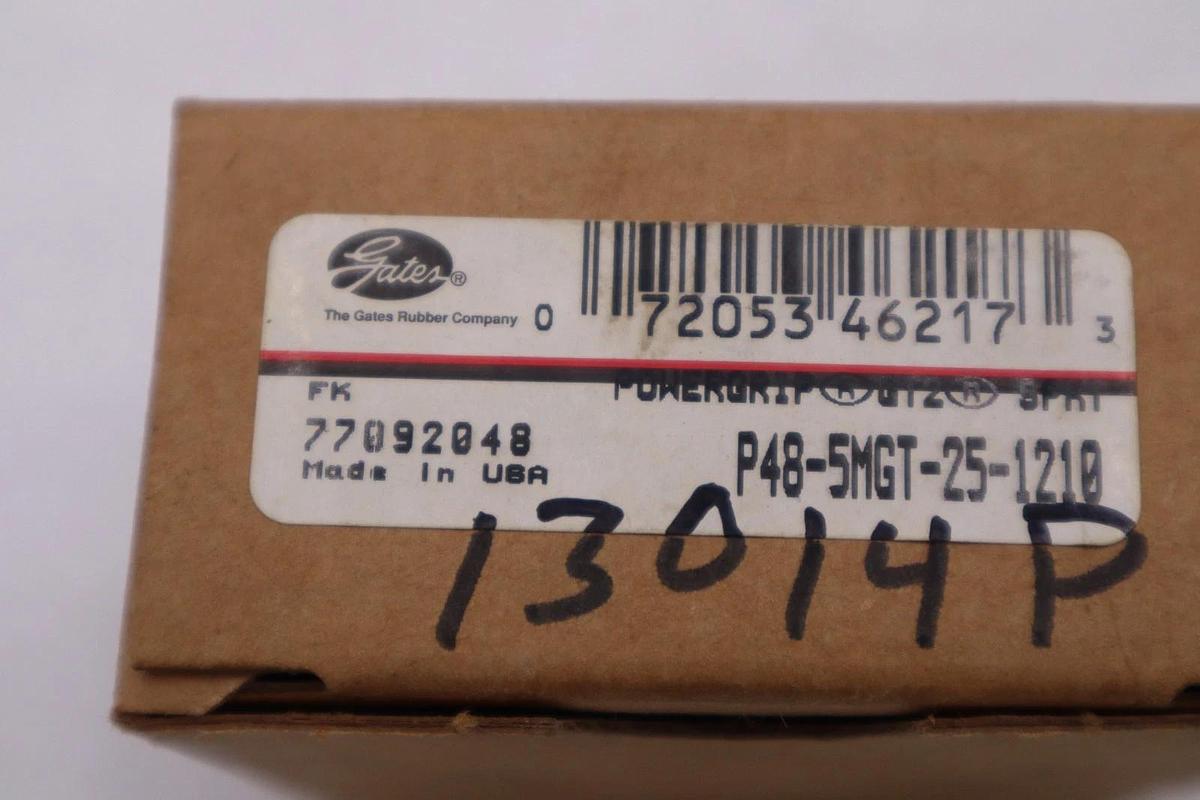 Gates®
The Gates Rubber Company
0 72053 46217 3
FK
POWERGRIP® GT2® SPKT
77092048
Made In USA
P48-5MGT-25-1210
13014P